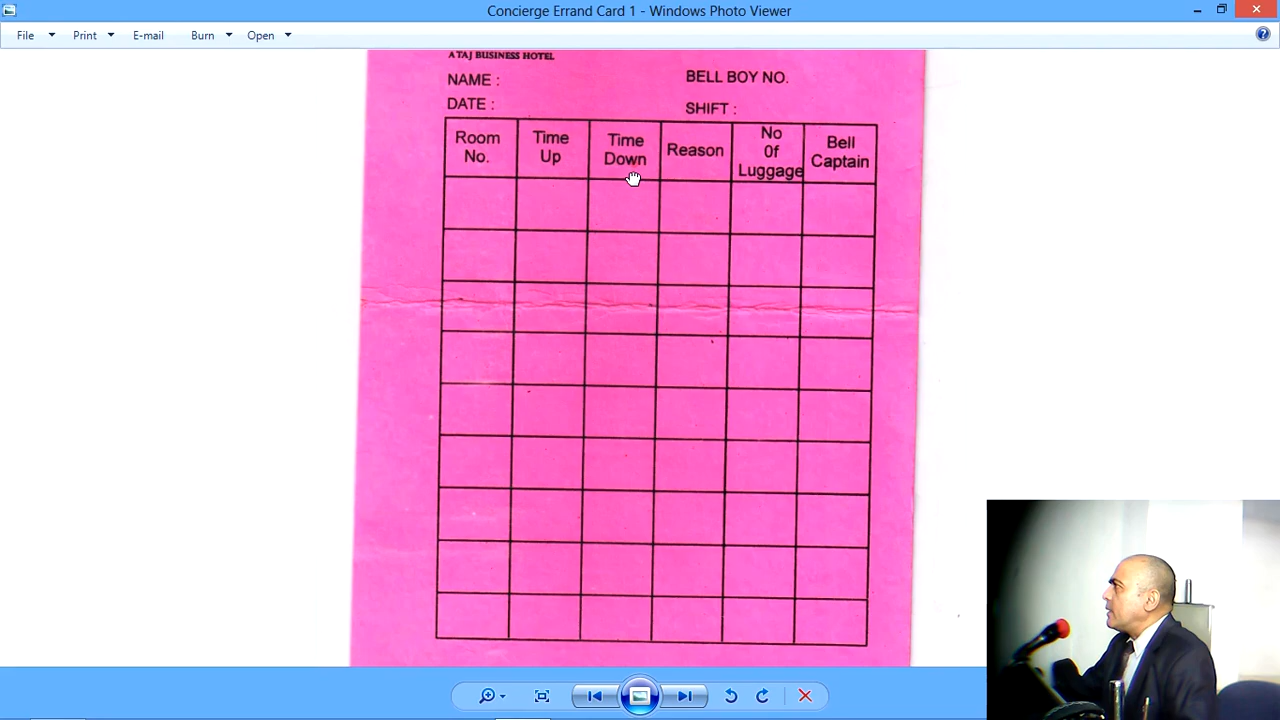 Concierge Errand Card 1 - Windows Photo Viewer
File Print E-mail Burn Open
A TAJ BUSINESS HOTEL
NAME : BELL BOY NO.
DATE : SHIFT :
Room No.
Time Up
Time Down
Reason
No 0f Luggage
Bell Captain